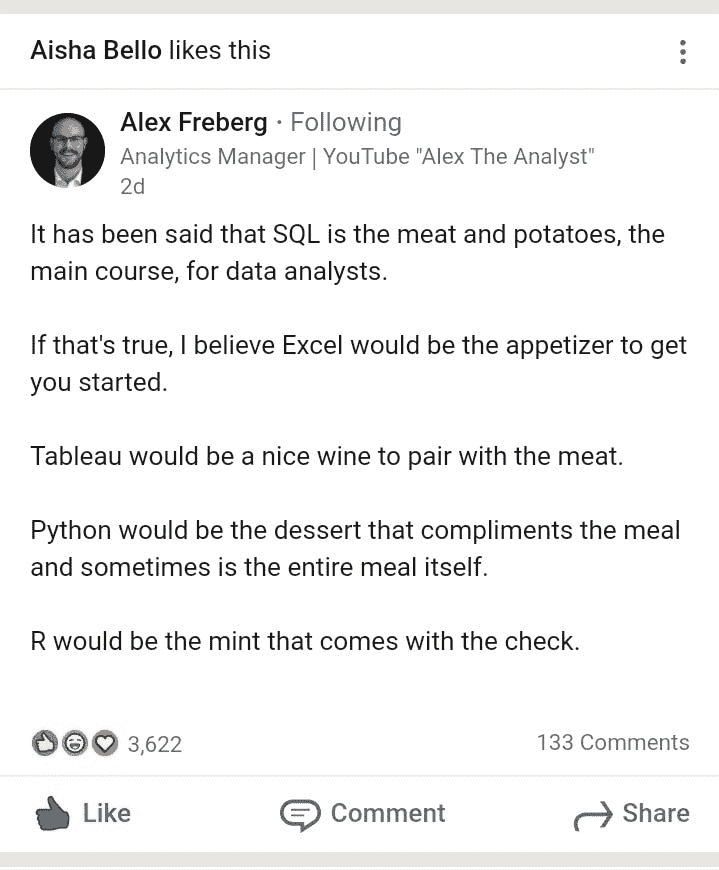 Aisha Bello likes this
Alex Freberg · Following
Analytics Manager | YouTube "Alex The Analyst"
2d
It has been said that SQL is the meat and potatoes, the
main course, for data analysts.
If that's true, I believe Excel would be the appetizer to get
you started.
Tableau would be a nice wine to pair with the meat.
Python would be the dessert that compliments the meal
and sometimes is the entire meal itself.
R would be the mint that comes with the check.
3,622 133 Comments
Like Comment Share